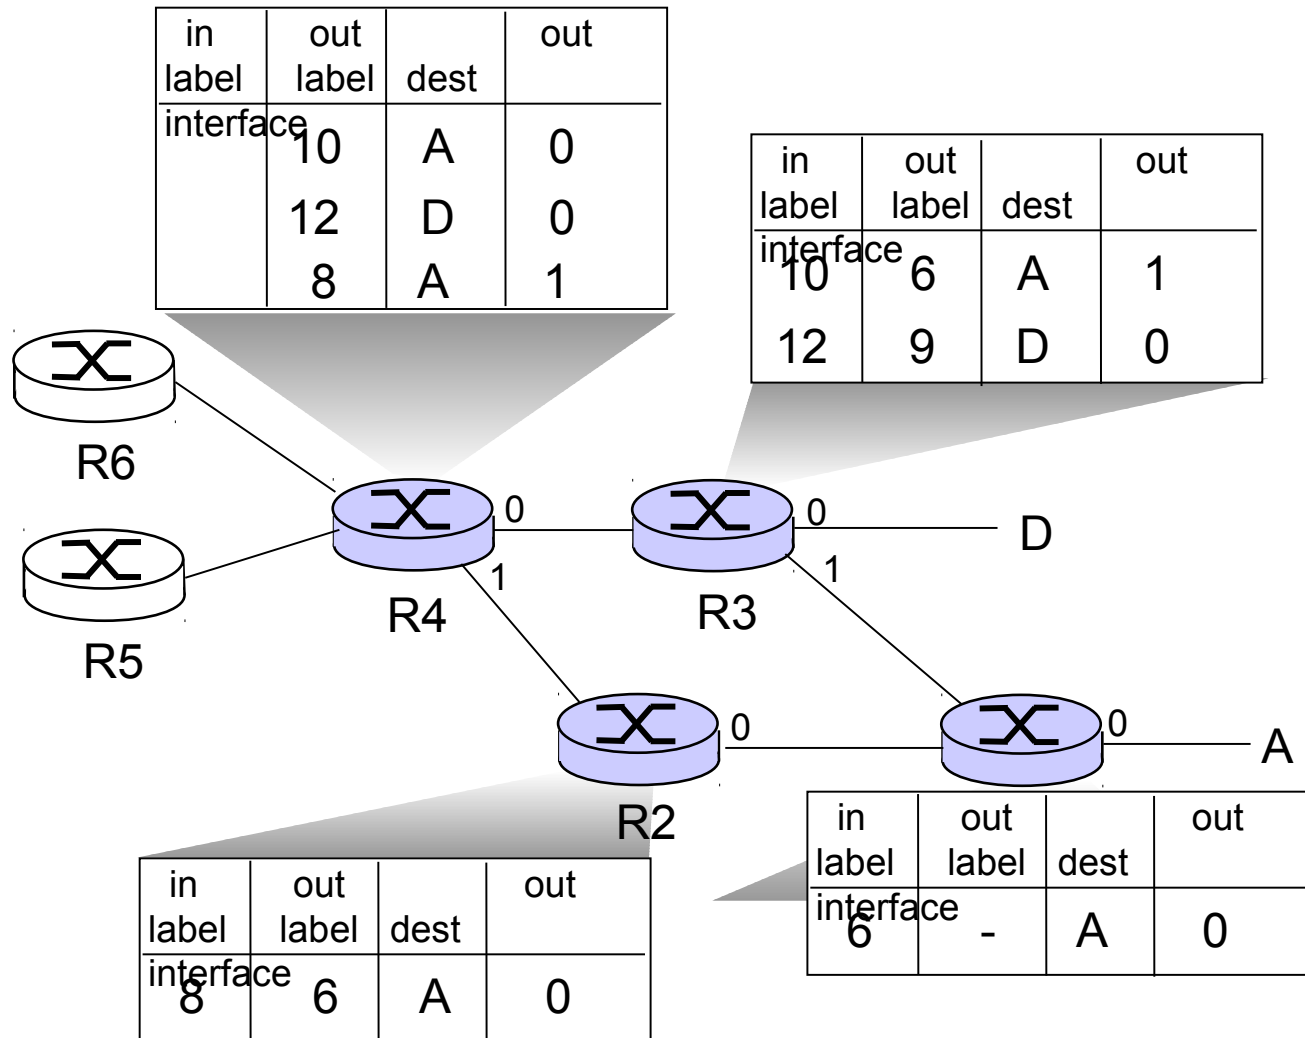 in out out
label label dest
interface
10 A 0
12 D 0
8 A 1
in out out
label label dest
interface
10 6 A 1
12 9 D 0
R6
0
0
D
1
1
R4
R3
R5
0
0
A
R2
in out out
label label dest
interface
6 - A 0
in out out
label label dest
interface
8 6 A 0